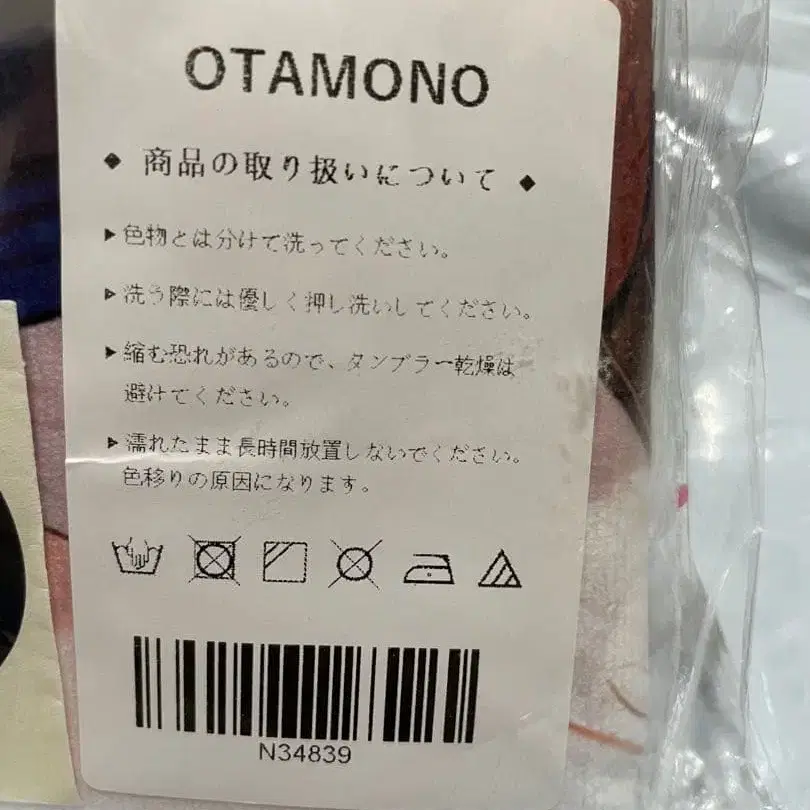 OTAMONO
◆ 商品の取り扱いについて ◆
▶色物とは分けて洗ってください。
▶洗う際には優しく押し洗いしてください。
▶縮む恐れがあるので、タンブラー乾燥は
避けてください。
▶濡れたまま長時間放置しないでください。
色移りの原因になります。
N34839